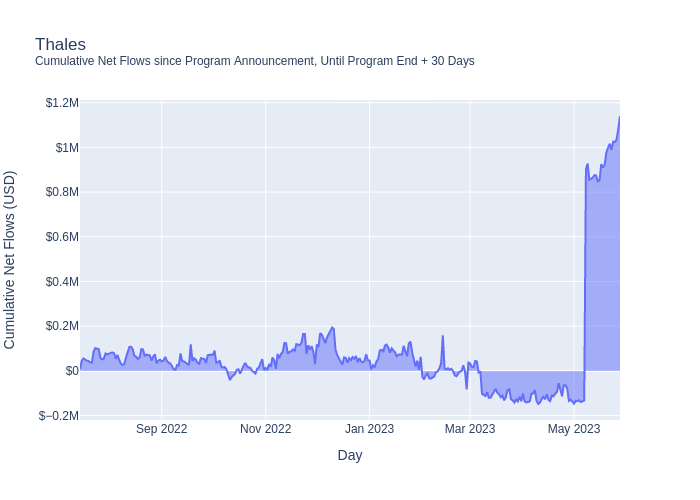 Thales
Cumulative Net Flows since Program Announcement, Until Program End + 30 Days
$1.2M
$1M
$0.8M
$0.6M
$0.4M
$0.2M
$0
$−0.2M
Cumulative Net Flows (USD)
Sep 2022
Nov 2022
Jan 2023
Mar 2023
May 2023
Day